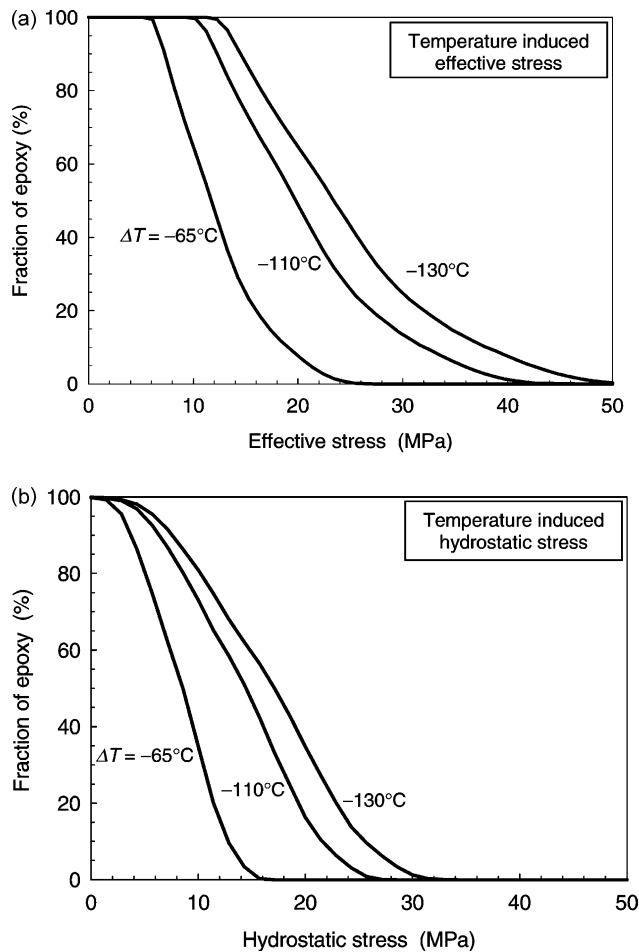 (a)
100
80
60
40
20
0
Fraction of epoxy (%)
Temperature induced
effective stress
ΔT = −65°C
−110°C
−130°C
0 10 20 30 40 50
Effective stress (MPa)
(b)
100
80
60
40
20
0
Fraction of epoxy (%)
Temperature induced
hydrostatic stress
ΔT = −65°C
−110°C
−130°C
0 10 20 30 40 50
Hydrostatic stress (MPa)